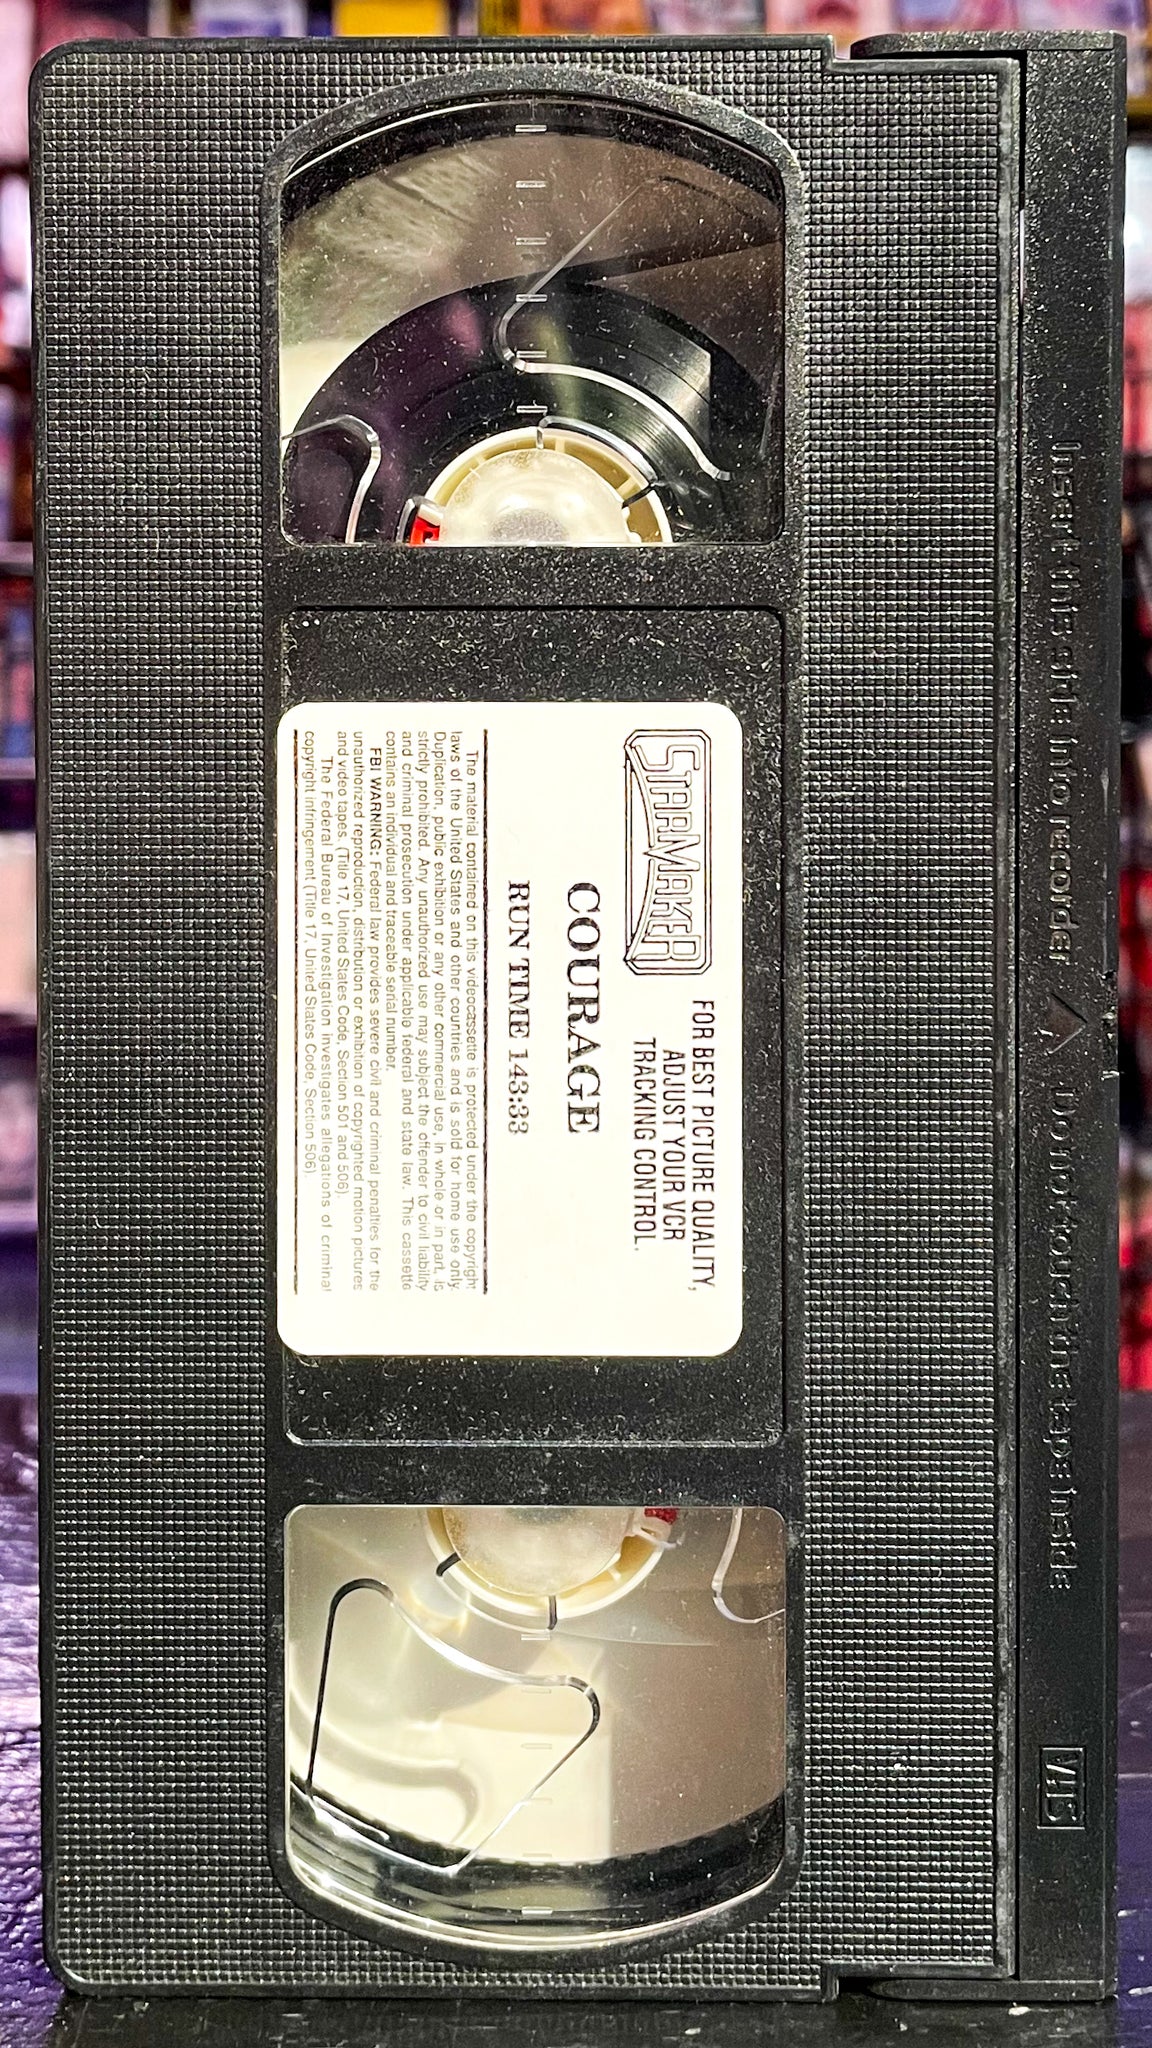 STARMAKER
FOR BEST PICTURE QUALITY,
ADJUST YOUR VCR
TRACKING CONTROL.
COURAGE
RUN TIME 143:33
The material contained on this videocassette is protected under the copyright
laws of the United States and other countries and is sold for home use only.
Duplication, public exhibition or any other commercial use, in whole or in part, is
strictly prohibited. Any unauthorized use may subject the offender to civil liability
and criminal prosecution under applicable federal and state law. This cassette
contains an individual and traceable serial number.
FBI WARNING: Federal law provides severe civil and criminal penalties for the
unauthorized reproduction, distribution or exhibition of copyrighted motion pictures
and video tapes. (Title 17, United States Code, Section 501 and 506).
The Federal Bureau of Investigation investigates allegations of criminal
copyright infringement (Title 17, United States Code, Section 506).
Insert this side into recorder △ Do not touch the tape inside
VHS